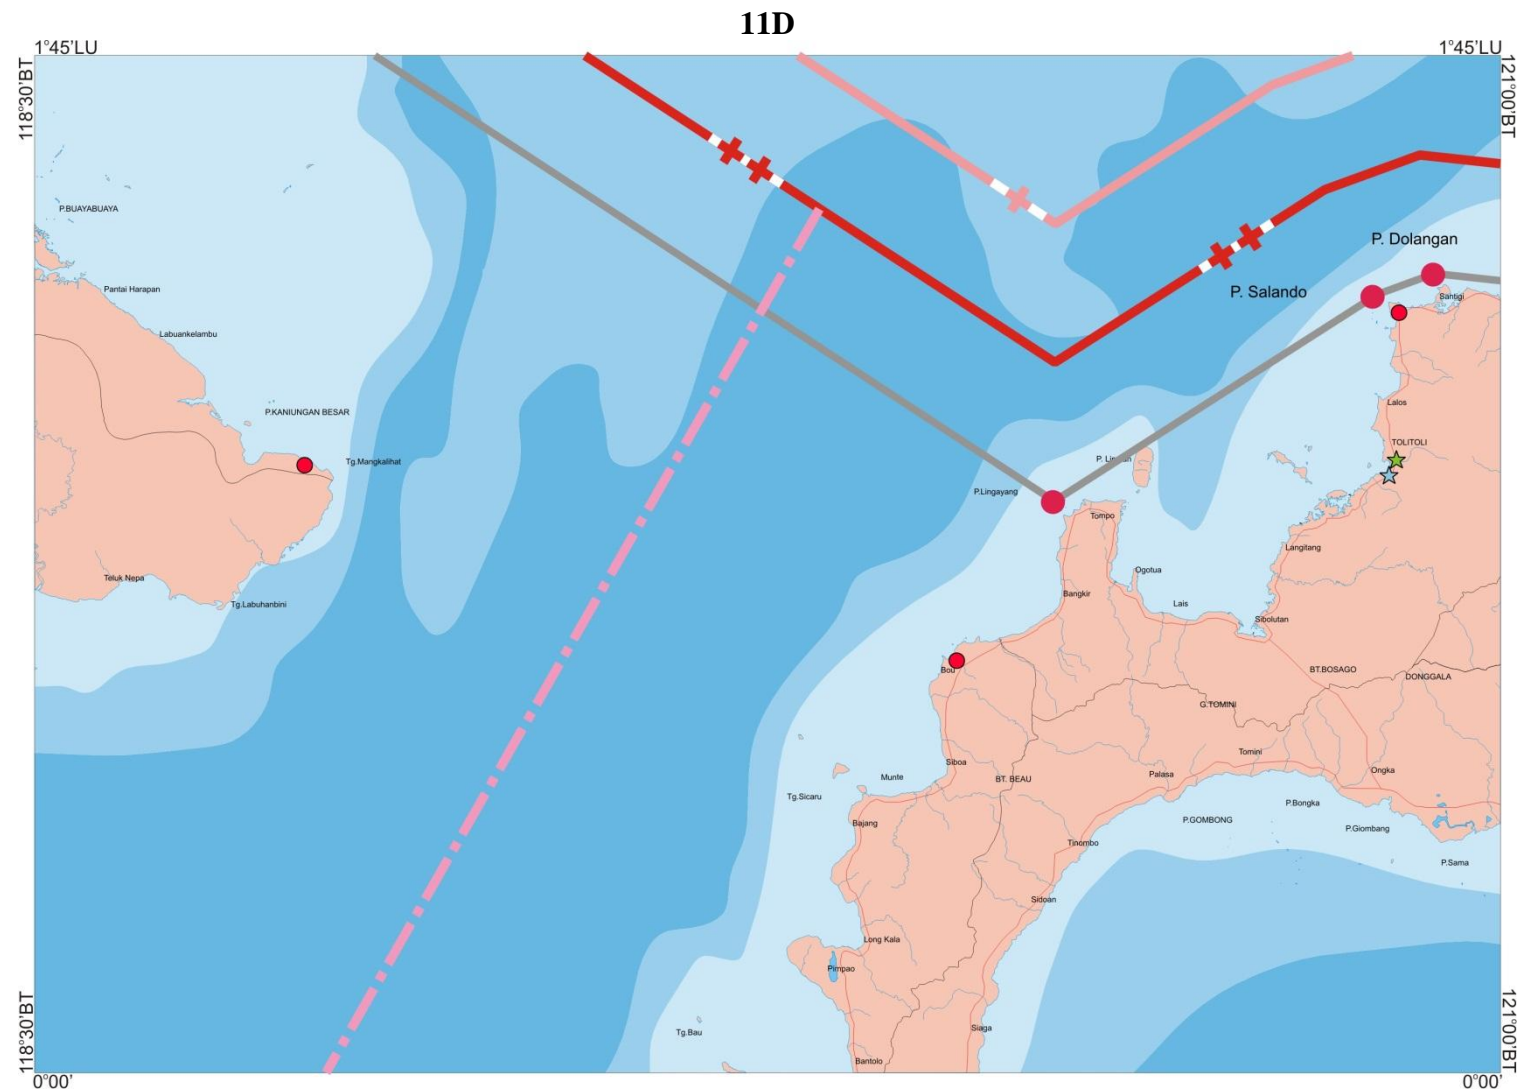 11D
1°45'LU
1°45'LU
118°30'BT
121°00'BT
P.BUAYABUAYA
P. Dolangan
Pantai Harapan
P. Salando
Santigi
Labuankelambu
Lalos
P.KANIUNGAN BESAR
TOLITOLI
Tg.Mangkalihat
P.Lingayang
Tompo
Langitang
Ogotua
Teluk Nepa
Bangkir
Tg.Labuhanbini
Lais
Sibolutan
Bou
BT.BOSAGO
DONGGALA
G.TOMINI
Tomini
Siboa
Munte
BT. BEAU
Palasa
Ongka
Tg.Sicaru
P.Bongka
Bajang
P.GOMBONG
P.Giombang
Tinombo
P.Sama
Sidoan
Long Kala
Pimpao
Siaga
Tg.Bau
Bantolo
118°30'BT
121°00'BT
0°00'
0°00'